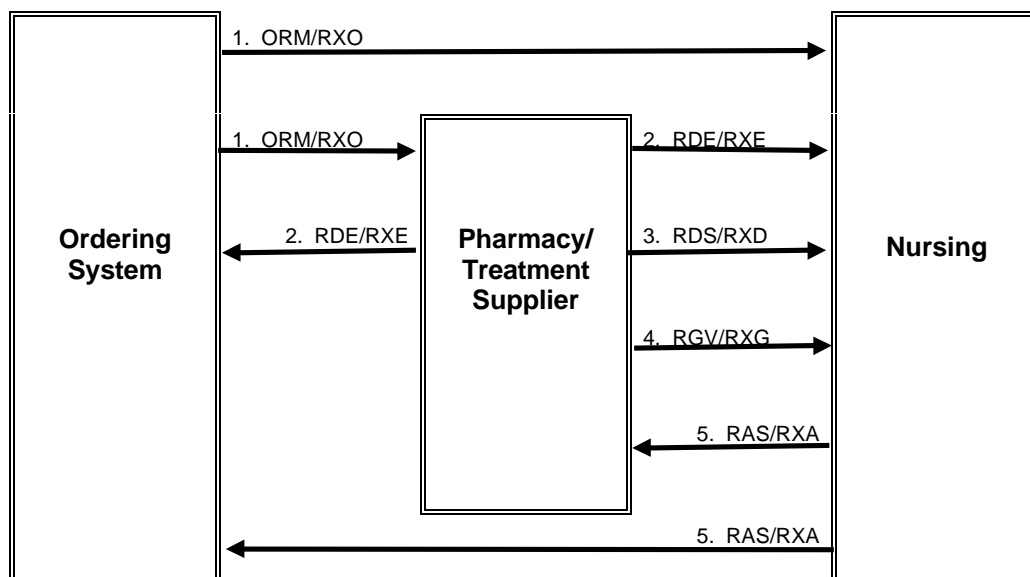 1. ORM/RXO
1. ORM/RXO
2. RDE/RXE
Ordering
System
2. RDE/RXE
Pharmacy/
Treatment
Supplier
3. RDS/RXD
Nursing
4. RGV/RXG
5. RAS/RXA
5. RAS/RXA